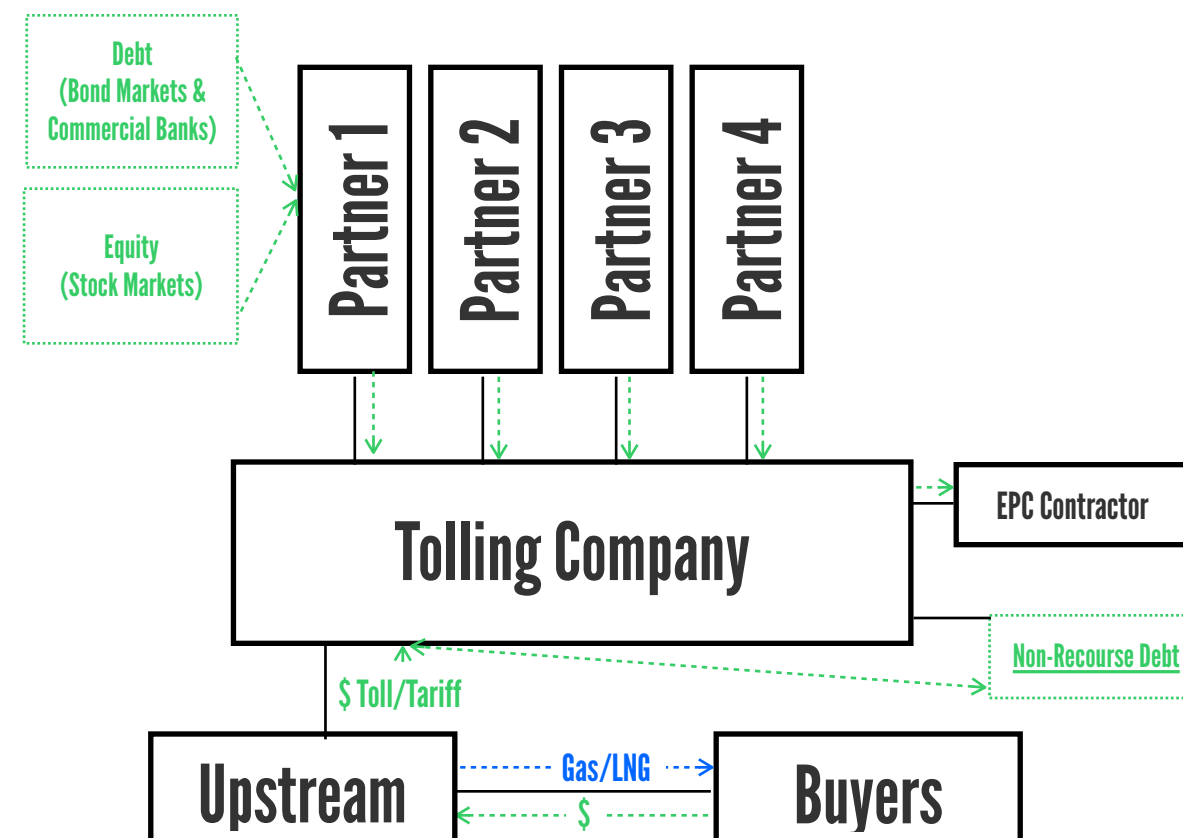 Debt
(Bond Markets &
Commercial Banks)
Equity
(Stock Markets)
Partner 1
Partner 2
Partner 3
Partner 4
Tolling Company
EPC Contractor
Non-Recourse Debt
$ Toll/Tariff
Upstream
Gas/LNG
$
Buyers